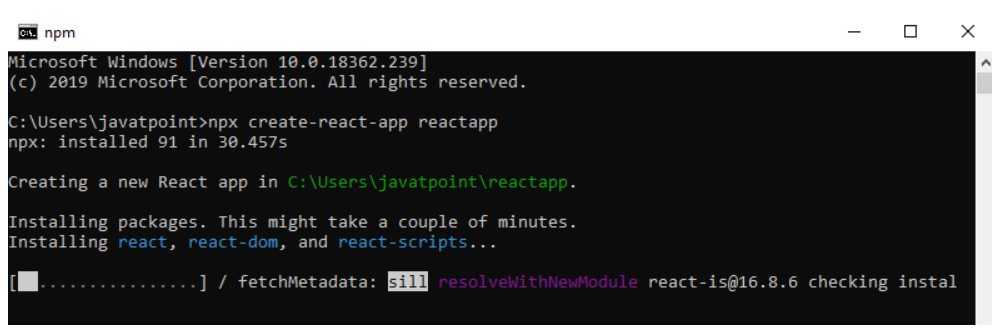 npm
Microsoft Windows [Version 10.0.18362.239]
(c) 2019 Microsoft Corporation. All rights reserved.
C:\Users\javatpoint>npx create-react-app reactapp
npx: installed 91 in 30.457s
Creating a new React app in C:\Users\javatpoint\reactapp.
Installing packages. This might take a couple of minutes.
Installing react, react-dom, and react-scripts...
[ ................] / fetchMetadata: sill resolveWithNewModule react-is@16.8.6 checking instal